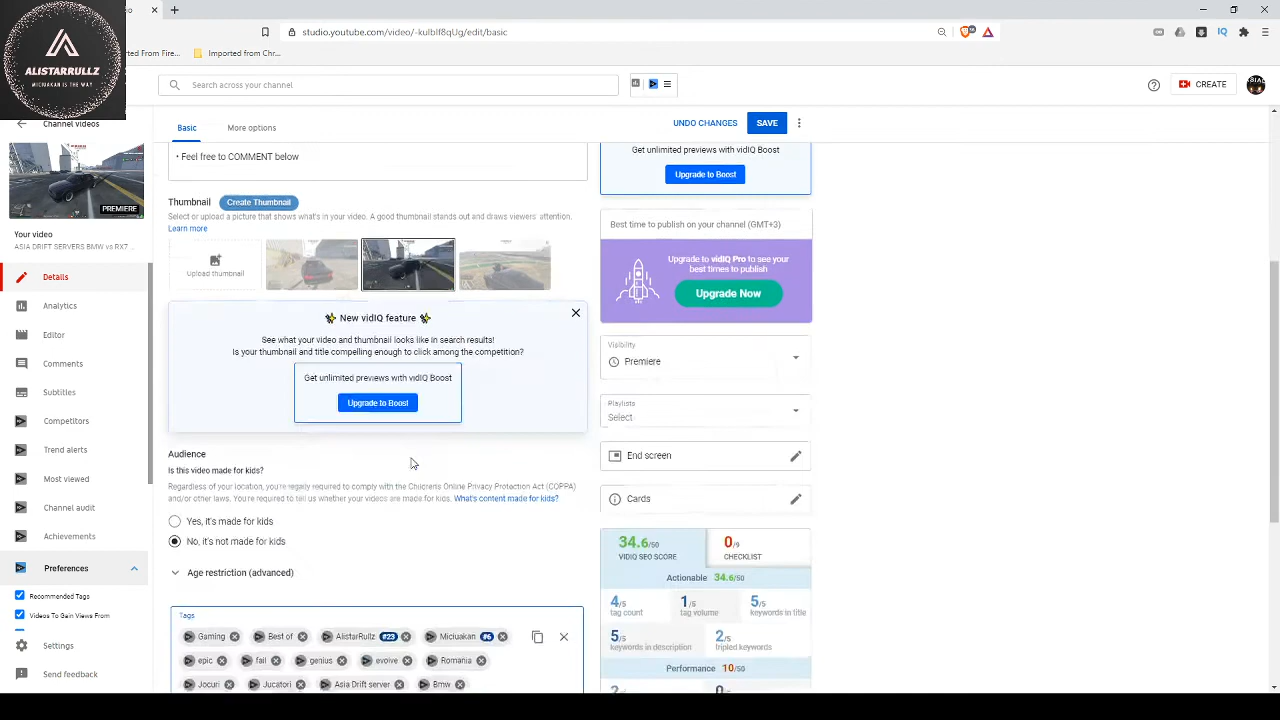 studio.youtube.com/video/-kulbIf8qUg/edit/basic
IQ
rted From Fire...
Imported from Chr...
ALISTARRULLZ
MICIUAKAN IS THE WAY
Search across your channel
CREATE
Channel videos
Basic
More options
UNDO CHANGES
SAVE
PREMIERE
Your video
ASIA DRIFT SERVERS BMW vs RX7 ...
Details
Analytics
Editor
Comments
Subtitles
Competitors
Trend alerts
Most viewed
Channel audit
Achievements
Preferences
Recommended Tags
Videos To Gain Views From
Settings
Send feedback
• Feel free to COMMENT below
Thumbnail
Create Thumbnail
Select or upload a picture that shows what's in your video. A good thumbnail stands out and draws viewers' attention.
Learn more
Upload thumbnail
✨ New vidIQ feature ✨
See what your video and thumbnail looks like in search results!
Is your thumbnail and title compelling enough to click among the competition?
Get unlimited previews with vidIQ Boost
Upgrade to Boost
Audience
Is this video made for kids?
Regardless of your location, you're legally required to comply with the Children's Online Privacy Protection Act (COPPA)
and/or other laws. You're required to tell us whether your videos are made for kids. What's content made for kids?
Yes, it's made for kids
No, it's not made for kids
Age restriction (advanced)
Tags
Gaming
Best of
AlistarRullz #23
Miciuakan #6
epic
fail
genius
evolve
Romania
Jocuri
Jucatori
Asia Drift server
Bmw
Get unlimited previews with vidIQ Boost
Upgrade to Boost
Best time to publish on your channel (GMT+3)
Upgrade to vidIQ Pro to see your
best times to publish
Upgrade Now
Visibility
Premiere
Playlists
Select
End screen
Cards
34.6/50
VIDIQ SEO SCORE
0/9
CHECKLIST
Actionable 34.6/50
4/5
tag count
1/5
tag volume
5/5
keywords in title
5/5
keywords in description
2/5
tripled keywords
Performance 10/50